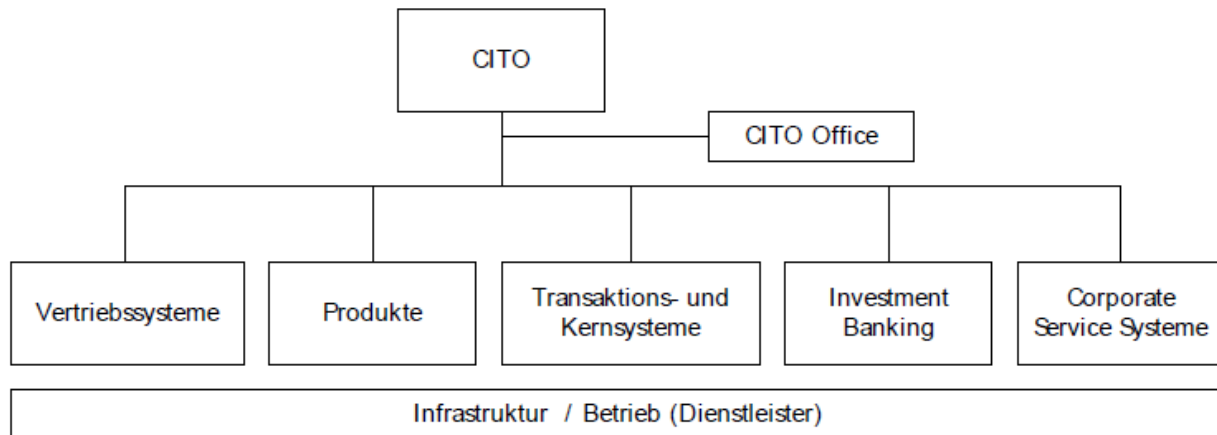 CITO
CITO Office
Vertriebssysteme
Produkte
Transaktions- und
Kernsysteme
Investment
Banking
Corporate
Service Systeme
Infrastruktur / Betrieb (Dienstleister)